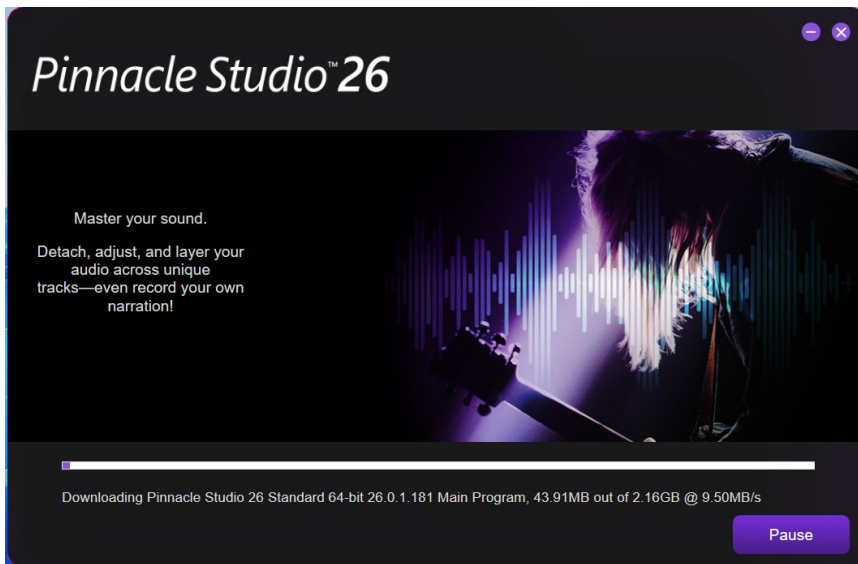 Pinnacle Studio™ 26
Master your sound.
Detach, adjust, and layer your
audio across unique
tracks—even record your own
narration!
Downloading Pinnacle Studio 26 Standard 64-bit 26.0.1.181 Main Program, 43.91MB out of 2.16GB @ 9.50MB/s
Pause